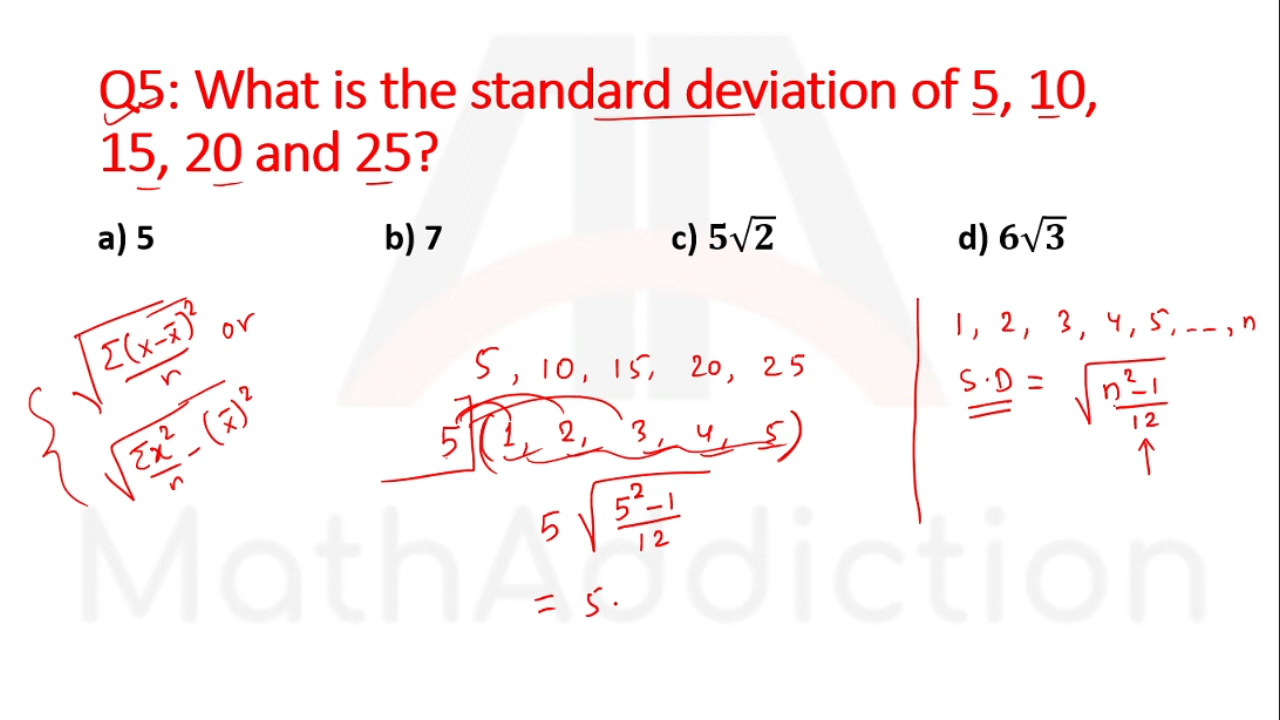 Q5: What is the standard deviation of 5, 10,
15, 20 and 25?
a) 5 b) 7 c) 5√2 d) 6√3
√(Σ(x-x̄)²/n) or
√(Σx²/n - (x̄)²)
5, 10, 15, 20, 25
5(1, 2, 3, 4, 5)
5√((5²-1)/12)
= 5.
1, 2, 3, 4, 5, ---, n
S.D = √((n²-1)/12)
MathAddiction